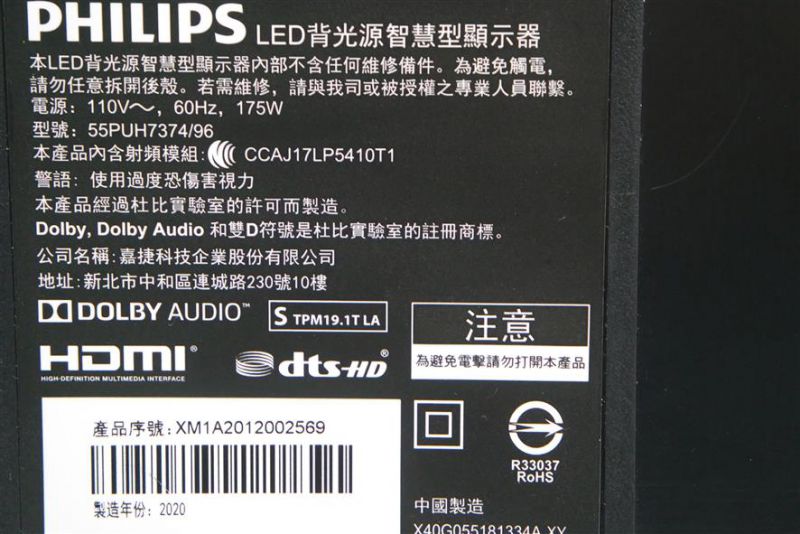 PHILIPS LED背光源智慧型顯示器
本LED背光源智慧型顯示器內部不含任何維修備件。為避免觸電，
請勿任意拆開後殼。若需維修，請與我司或被授權之專業人員聯繫。
電源：110V～，60Hz，175W
型號：55PUH7374/96
本產品內含射頻模組: CCAJ17LP5410T1
警語：使用過度恐傷害視力
本產品經過杜比實驗室的許可而製造。
Dolby, Dolby Audio 和雙D符號是杜比實驗室的註冊商標。
公司名稱:嘉捷科技企業股份有限公司
地址:新北市中和區連城路230號10樓
DOLBY AUDIO™
S TPM19.1T LA
注意
為避免電擊請勿打開本產品
HDMI®
HIGH-DEFINITION MULTIMEDIA INTERFACE
dts-HD®
產品序號：XM1A2012002569
製造年份：2020
R33037
RoHS
中國製造
X40G055181334A XY